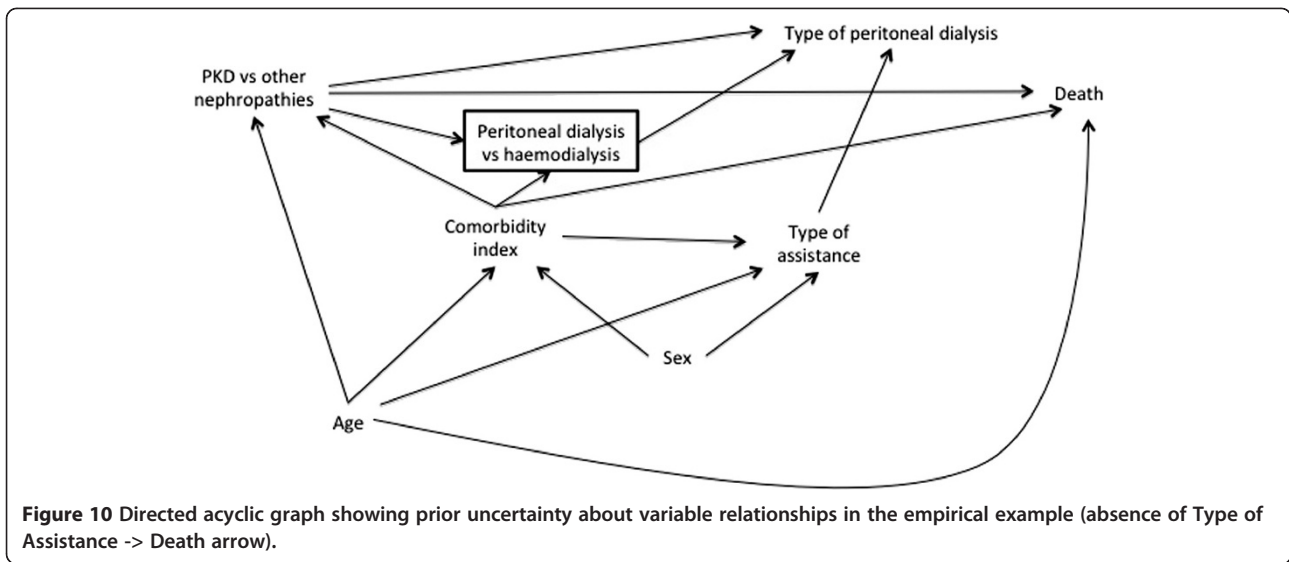 Type of peritoneal dialysis
PKD vs other
nephropathies
Death
Peritoneal dialysis
vs haemodialysis
Comorbidity
index
Type of
assistance
Sex
Age
Figure 10 Directed acyclic graph showing prior uncertainty about variable relationships in the empirical example (absence of Type of
Assistance -> Death arrow).